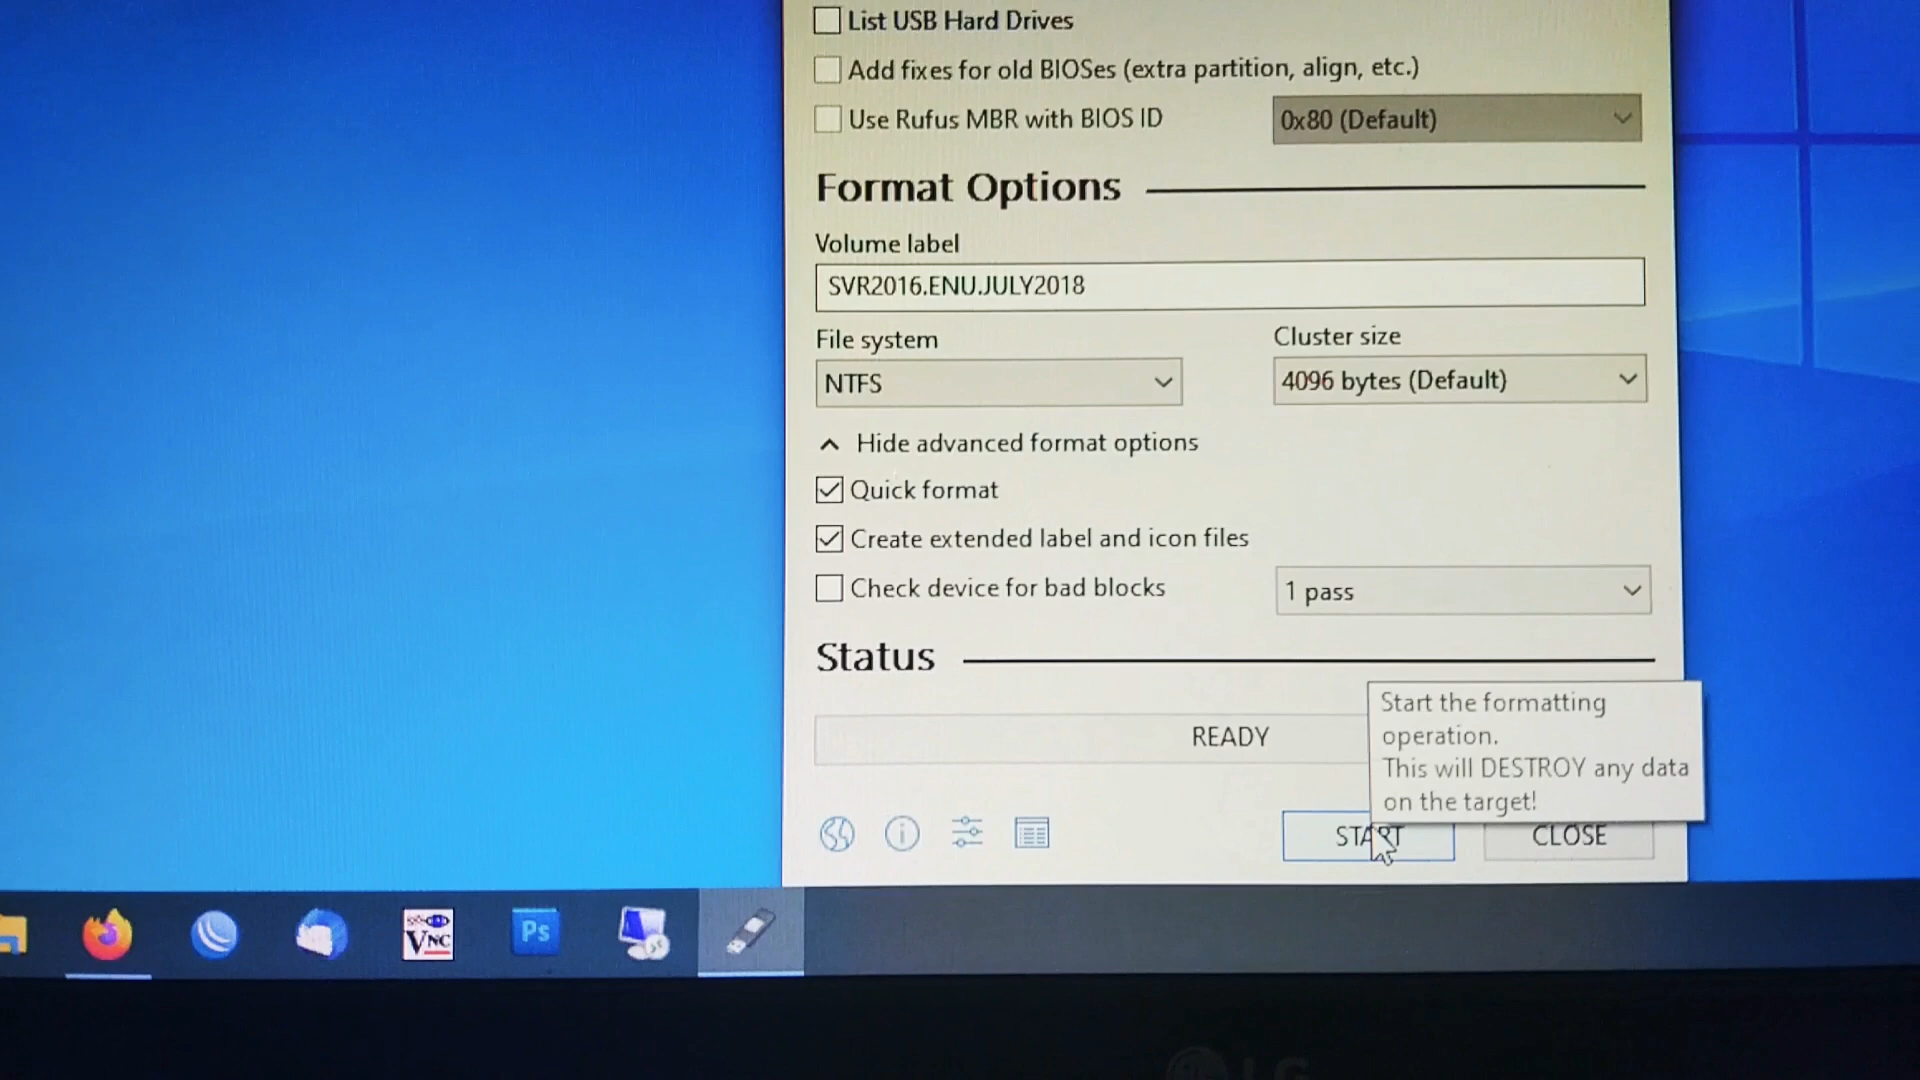 List USB Hard Drives
Add fixes for old BIOSes (extra partition, align, etc.)
Use Rufus MBR with BIOS ID
0x80 (Default)
Format Options
Volume label
SVR2016.ENU.JULY2018
File system
Cluster size
NTFS
4096 bytes (Default)
Hide advanced format options
Quick format
Create extended label and icon files
Check device for bad blocks
1 pass
Status
READY
Start the formatting
operation.
This will DESTROY any data
on the target!
START
CLOSE
VNC
Ps
LG